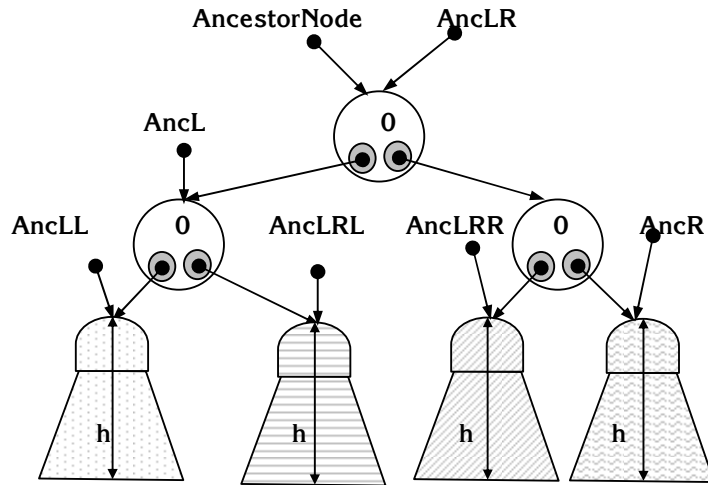 AncestorNode AncLR
0
AncL
AncLL 0 AncLRL AncLRR 0 AncR
h h h h